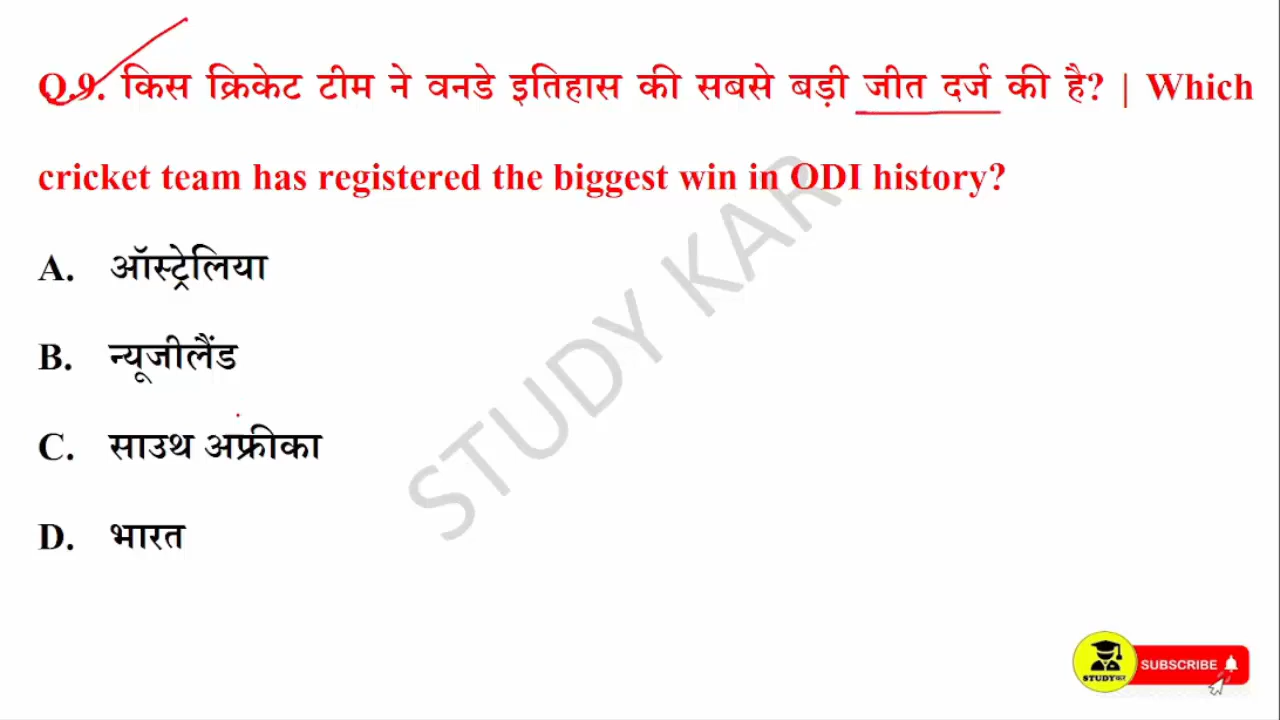 Q.9. किस क्रिकेट टीम ने वनडे इतिहास की सबसे बड़ी जीत दर्ज की है? | Which
cricket team has registered the biggest win in ODI history?
A. ऑस्ट्रेलिया
B. न्यूजीलैंड
C. साउथ अफ्रीका
D. भारत
STUDY KAR
STUDYकर
SUBSCRIBE